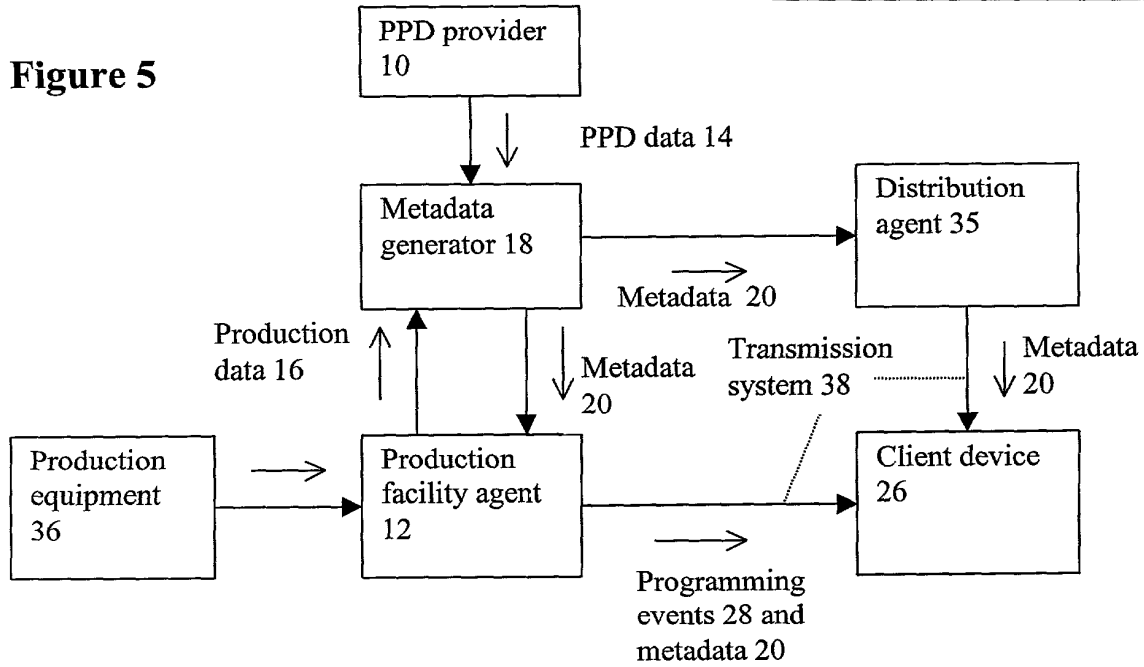 Figure 5
PPD provider
10
PPD data 14
Metadata
generator 18
Distribution
agent 35
Metadata 20
Production
data 16
Metadata
20
Transmission
system 38
Metadata
20
Production
equipment
36
Production
facility agent
12
Client device
26
Programming
events 28 and
metadata 20